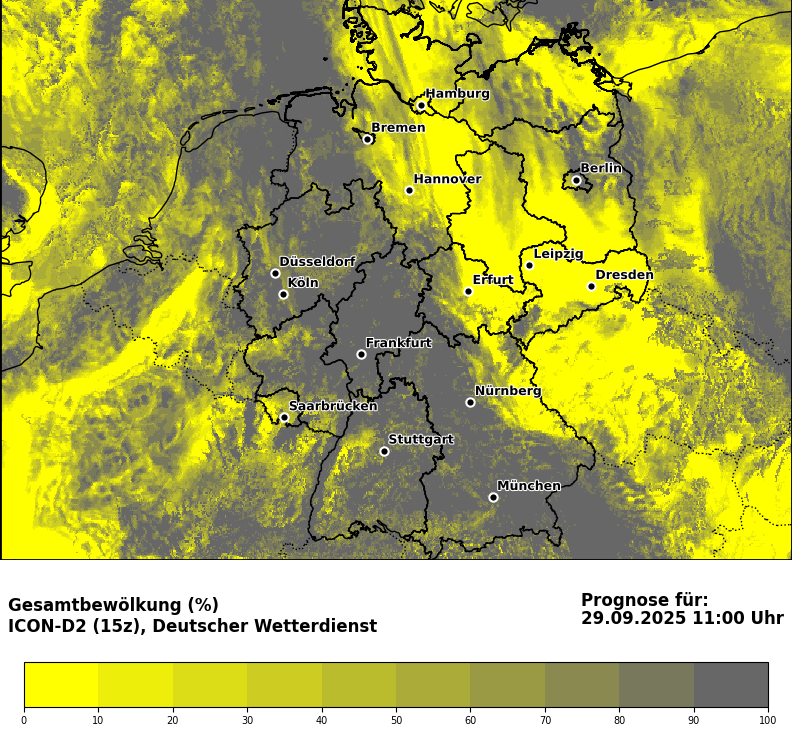 Hamburg
Bremen
Berlin
Hannover
Leipzig
Düsseldorf
Dresden
Köln
Erfurt
Frankfurt
Nürnberg
Saarbrücken
Stuttgart
München
Gesamtbewölkung (%)
ICON-D2 (15z), Deutscher Wetterdienst
Prognose für:
29.09.2025 11:00 Uhr
0 10 20 30 40 50 60 70 80 90 100